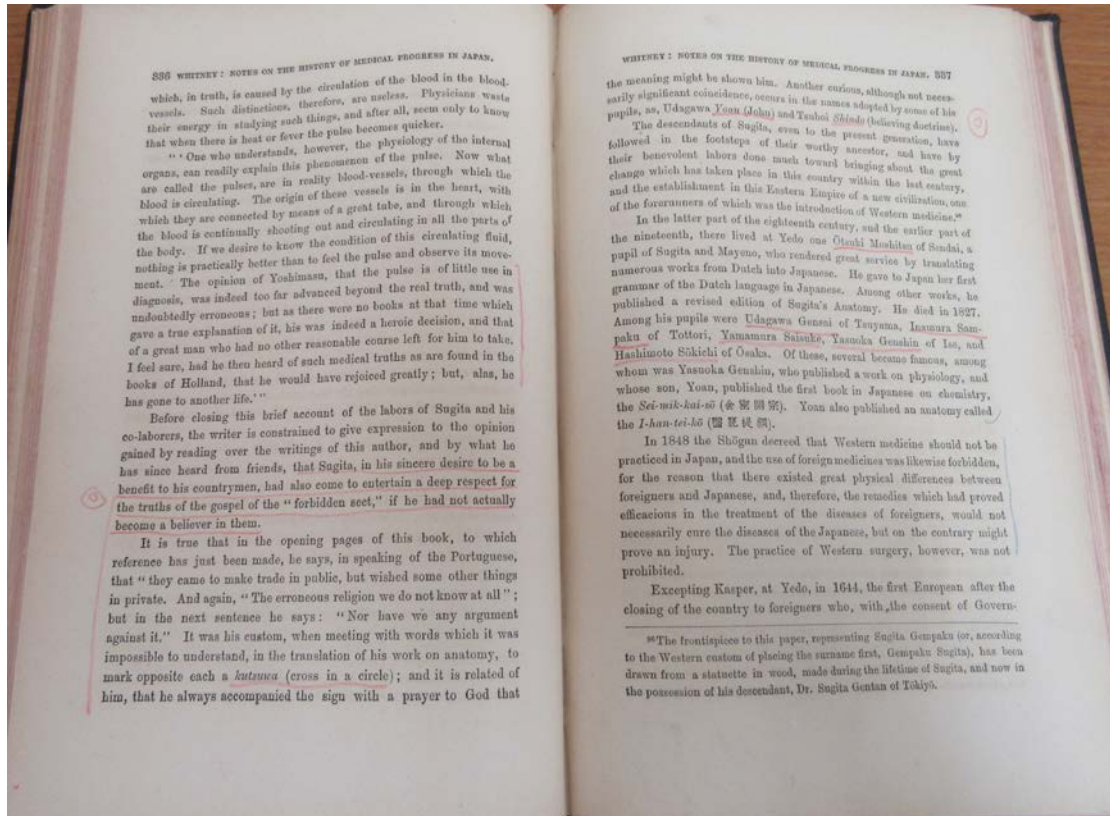 336 WHITNEY: NOTES ON THE HISTORY OF MEDICAL PROGRESS IN JAPAN.
which, in truth, is caused by the circulation of the blood in the blood.
vessels. Such distinctions, therefore, are useless. Physicians waste
their energy in studying such things, and after all, seem only to know
that when there is heat or fever the pulse becomes quicker.
"'One who understands, however, the physiology of the internal
organs, can readily explain this phenomenon of the pulse. Now what
are called the pulses, are in reality blood-vessels, through which the
blood is circulating. The origin of these vessels is in the heart, with
which they are connected by means of a great tube, and through which
the blood is continually shooting out and circulating in all the parts of
the body. If we desire to know the condition of this circulating fluid,
nothing is practically better than to feel the pulse and observe its move-
ment. The opinion of Yoshimasu, that the pulse is of little use in
diagnosis, was indeed too far advanced beyond the real truth, and was
undoubtedly erroneous; but as there were no books at that time which
gave a true explanation of it, his was indeed a heroic decision, and that
of a great man who had no other reasonable course left for him to take.
I feel sure, had he then heard of such medical truths as are found in the
books of Holland, that he would have rejoiced greatly; but, alas, he
has gone to another life.'"
Before closing this brief account of the labors of Sugita and his
co-laborers, the writer is constrained to give expression to the opinion
gained by reading over the writings of this author, and by what he
has since heard from friends, that Sugita, in his sincere desire to be a
benefit to his countrymen, had also come to entertain a deep respect for
the truths of the gospel of the "forbidden sect," if he had not actually
become a believer in them.
It is true that in the opening pages of this book, to which
reference has just been made, he says, in speaking of the Portuguese,
that "they came to make trade in public, but wished some other things
in private. And again, "The erroneous religion we do not know at all";
but in the next sentence he says: "Nor have we any argument
against it." It was his custom, when meeting with words which it was
impossible to understand, in the translation of his work on anatomy, to
mark opposite each a kutsuwa (cross in a circle); and it is related of
him, that he always accompanied the sign with a prayer to God that
WHITNEY: NOTES ON THE HISTORY OF MEDICAL PROGRESS IN JAPAN. 337
the meaning might be shown him. Another curious, although not neces-
sarily significant coincidence, occurs in the names adopted by some of his
pupils, as, Udagawa Yoan (John) and Tsuboi Shindo (believing doctrine).
The descendants of Sugita, even to the present generation, have
followed in the footsteps of their worthy ancestor, and have by
their benevolent labors done much toward bringing about the great
change which has taken place in this country within the last century,
and the establishment in this Eastern Empire of a new civilization, one
of the forerunners of which was the introduction of Western medicine.
In the latter part of the eighteenth century, and the earlier part of
the nineteenth, there lived at Yedo one Ōtsuki Moshitsu of Sendai, a
pupil of Sugita and Mayeno, who rendered great service by translating
numerous works from Dutch into Japanese. He gave to Japan her first
grammar of the Dutch language in Japanese. Among other works, he
published a revised edition of Sugita's Anatomy. He died in 1827.
Among his pupils were Udagawa Gensai of Tsuyama, Inamura Sam-
paku of Tottori, Yamamura Saisuke, Yasuoka Genshin of Ise, and
Hashimoto Sōkichi of Ōsaka. Of these, several became famous, among
whom was Yasuoka Genshin, who published a work on physiology, and
whose son, Yoan, published the first book in Japanese on chemistry,
the Sei-mik-kai-sō (舎密開宗). Yoan also published an anatomy called
the I-han-tei-kō (醫範提綱).
In 1848 the Shōgun decreed that Western medicine should not be
practiced in Japan, and the use of foreign medicines was likewise forbidden,
for the reason that there existed great physical differences between
foreigners and Japanese, and, therefore, the remedies which had proved
efficacious in the treatment of the diseases of foreigners, would not
necessarily cure the diseases of the Japanese, but on the contrary might
prove an injury. The practice of Western surgery, however, was not
prohibited.
Excepting Kasper, at Yedo, in 1644, the first European after the
closing of the country to foreigners who, with the consent of Govern-
The frontispiece to this paper, representing Sugita Gempaku (or, according
to the Western custom of placing the surname first, Gempaku Sugita), has been
drawn from a statuette in wood, made during the lifetime of Sugita, and now in
the possession of his descendant, Dr. Sugita Gentan of Tōkiyō.